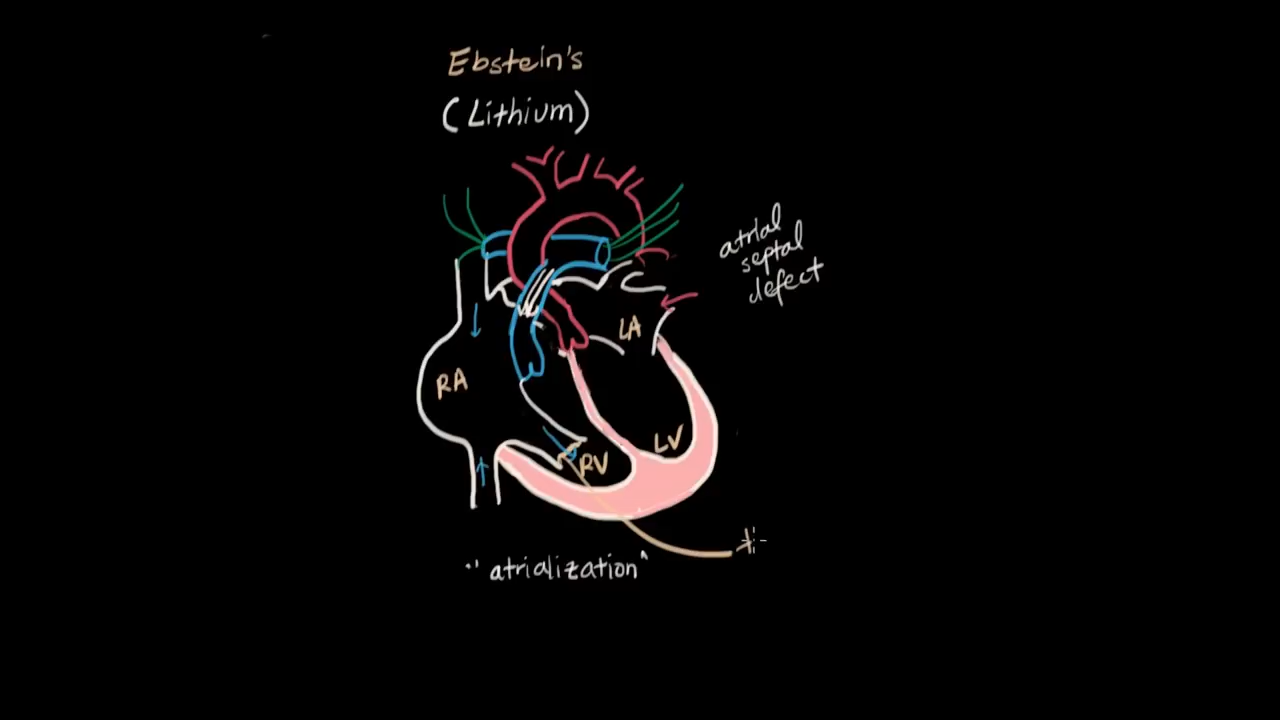 Ebstein's
(Lithium)
atrial
septal
defect
LA
RA
LV
RV
"atrialization"